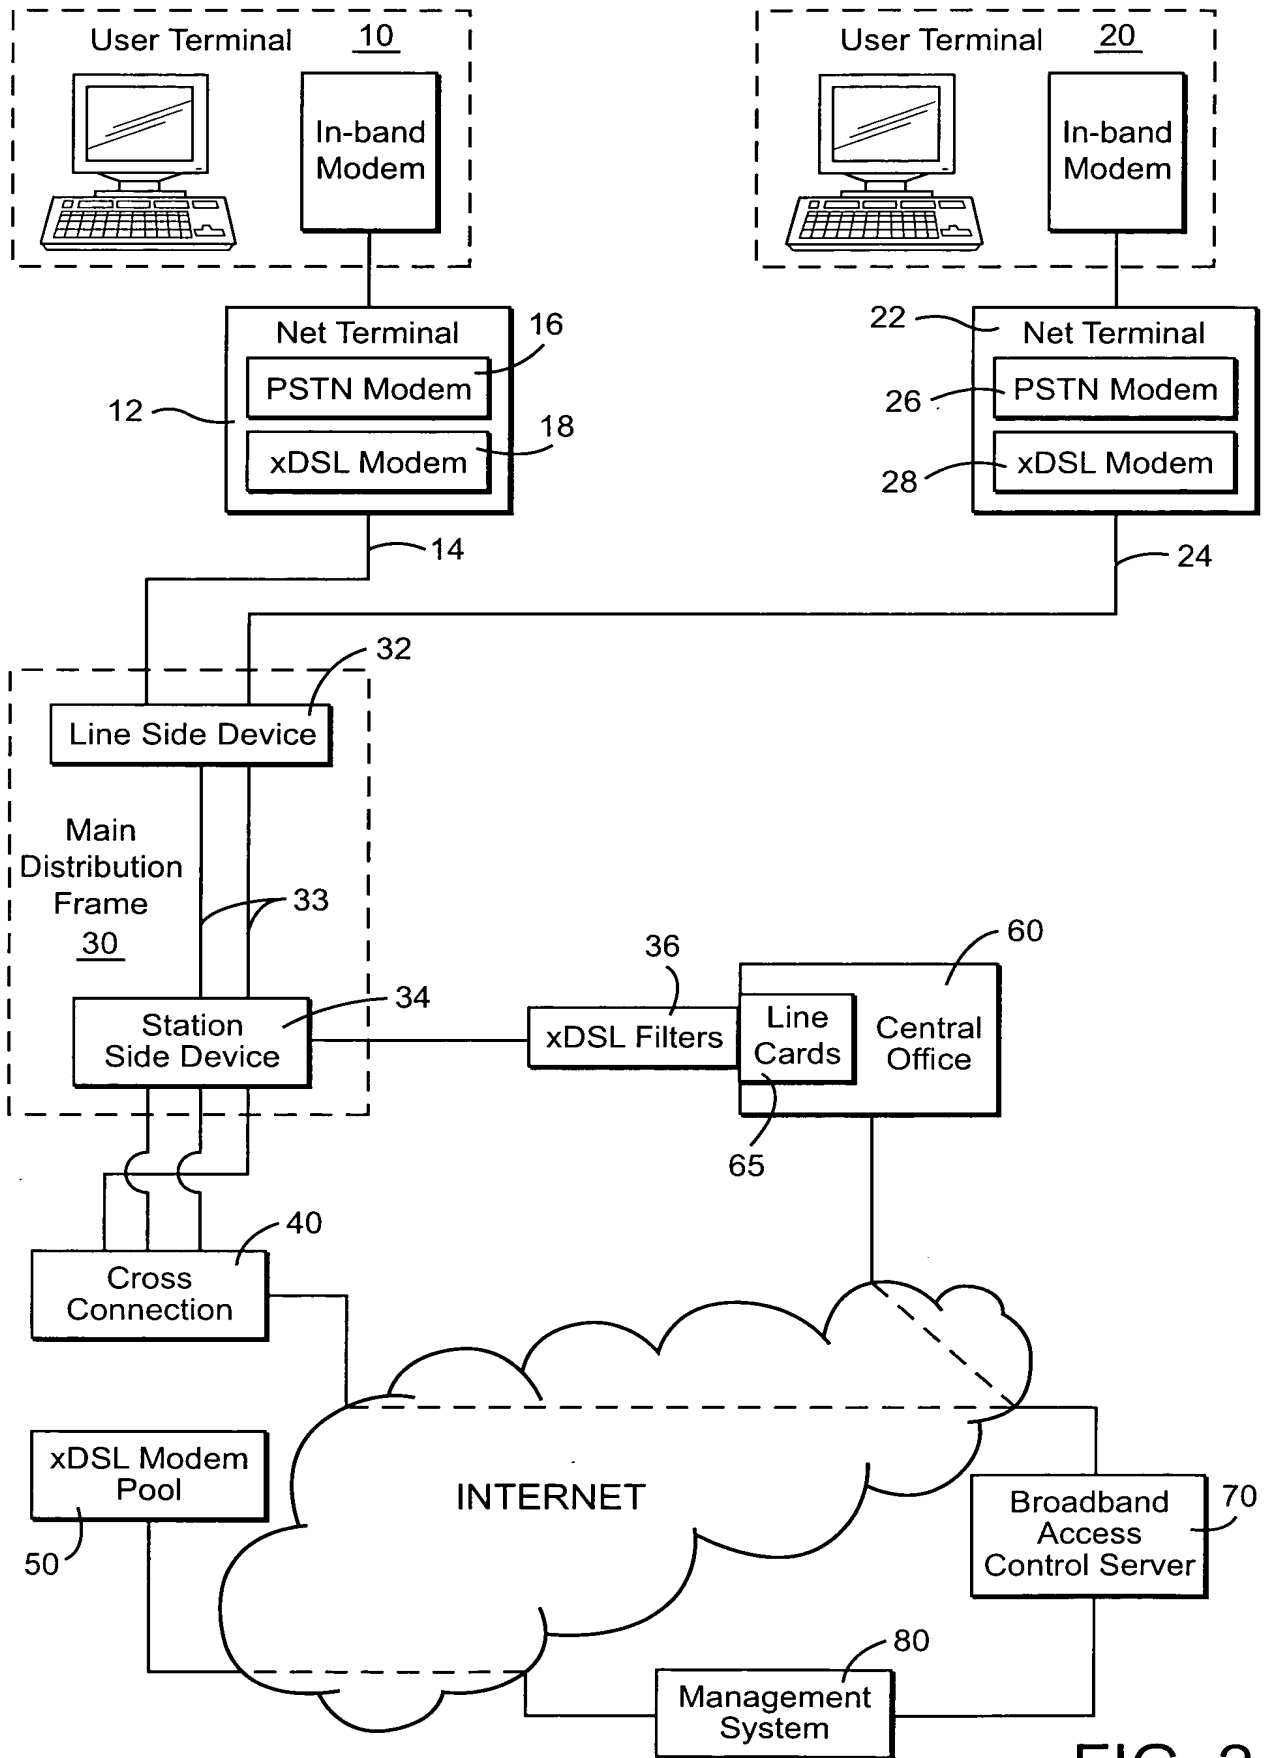 User Terminal 10
In-band
Modem
User Terminal 20
In-band
Modem
Net Terminal
16
PSTN Modem
12
18
xDSL Modem
14
22
Net Terminal
26
PSTN Modem
28
xDSL Modem
24
32
Line Side Device
Main
Distribution
Frame
30
33
34
Station
Side Device
36
xDSL Filters
60
Line
Cards
Central
Office
65
40
Cross
Connection
xDSL Modem
Pool
50
INTERNET
Broadband
Access
Control Server
70
80
Management
System
FIG. 2